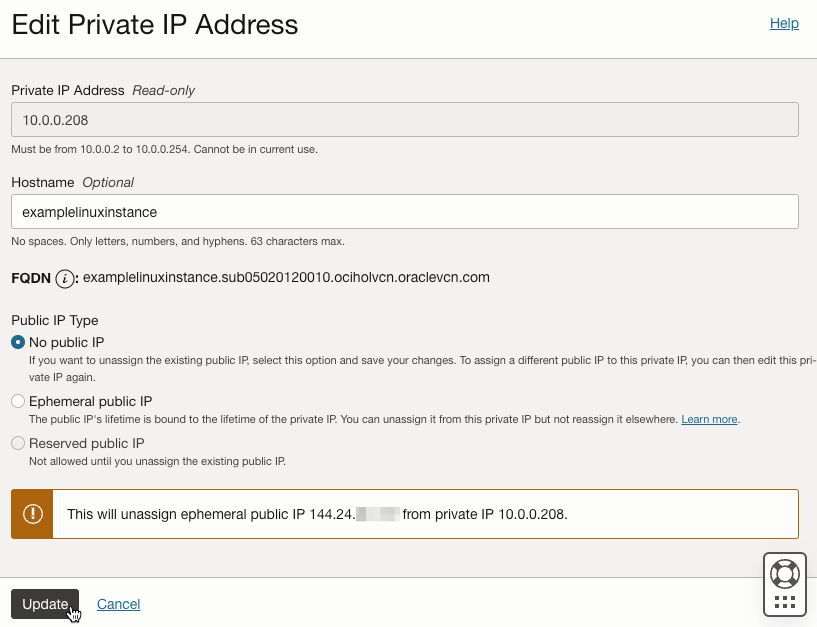 Edit Private IP Address
Help
Private IP Address Read-only
10.0.0.208
Must be from 10.0.0.2 to 10.0.0.254. Cannot be in current use.
Hostname Optional
examplelinuxinstance
No spaces. Only letters, numbers, and hyphens. 63 characters max.
FQDN i: examplelinuxinstance.sub05020120010.ociholvcn.oraclevcn.com
Public IP Type
No public IP
If you want to unassign the existing public IP, select this option and save your changes. To assign a different public IP to this private IP, you can then edit this pri-
vate IP again.
Ephemeral public IP
The public IP's lifetime is bound to the lifetime of the private IP. You can unassign it from this private IP but not reassign it elsewhere. Learn more.
Reserved public IP
Not allowed until you unassign the existing public IP.
! This will unassign ephemeral public IP 144.24. from private IP 10.0.0.208.
Update Cancel